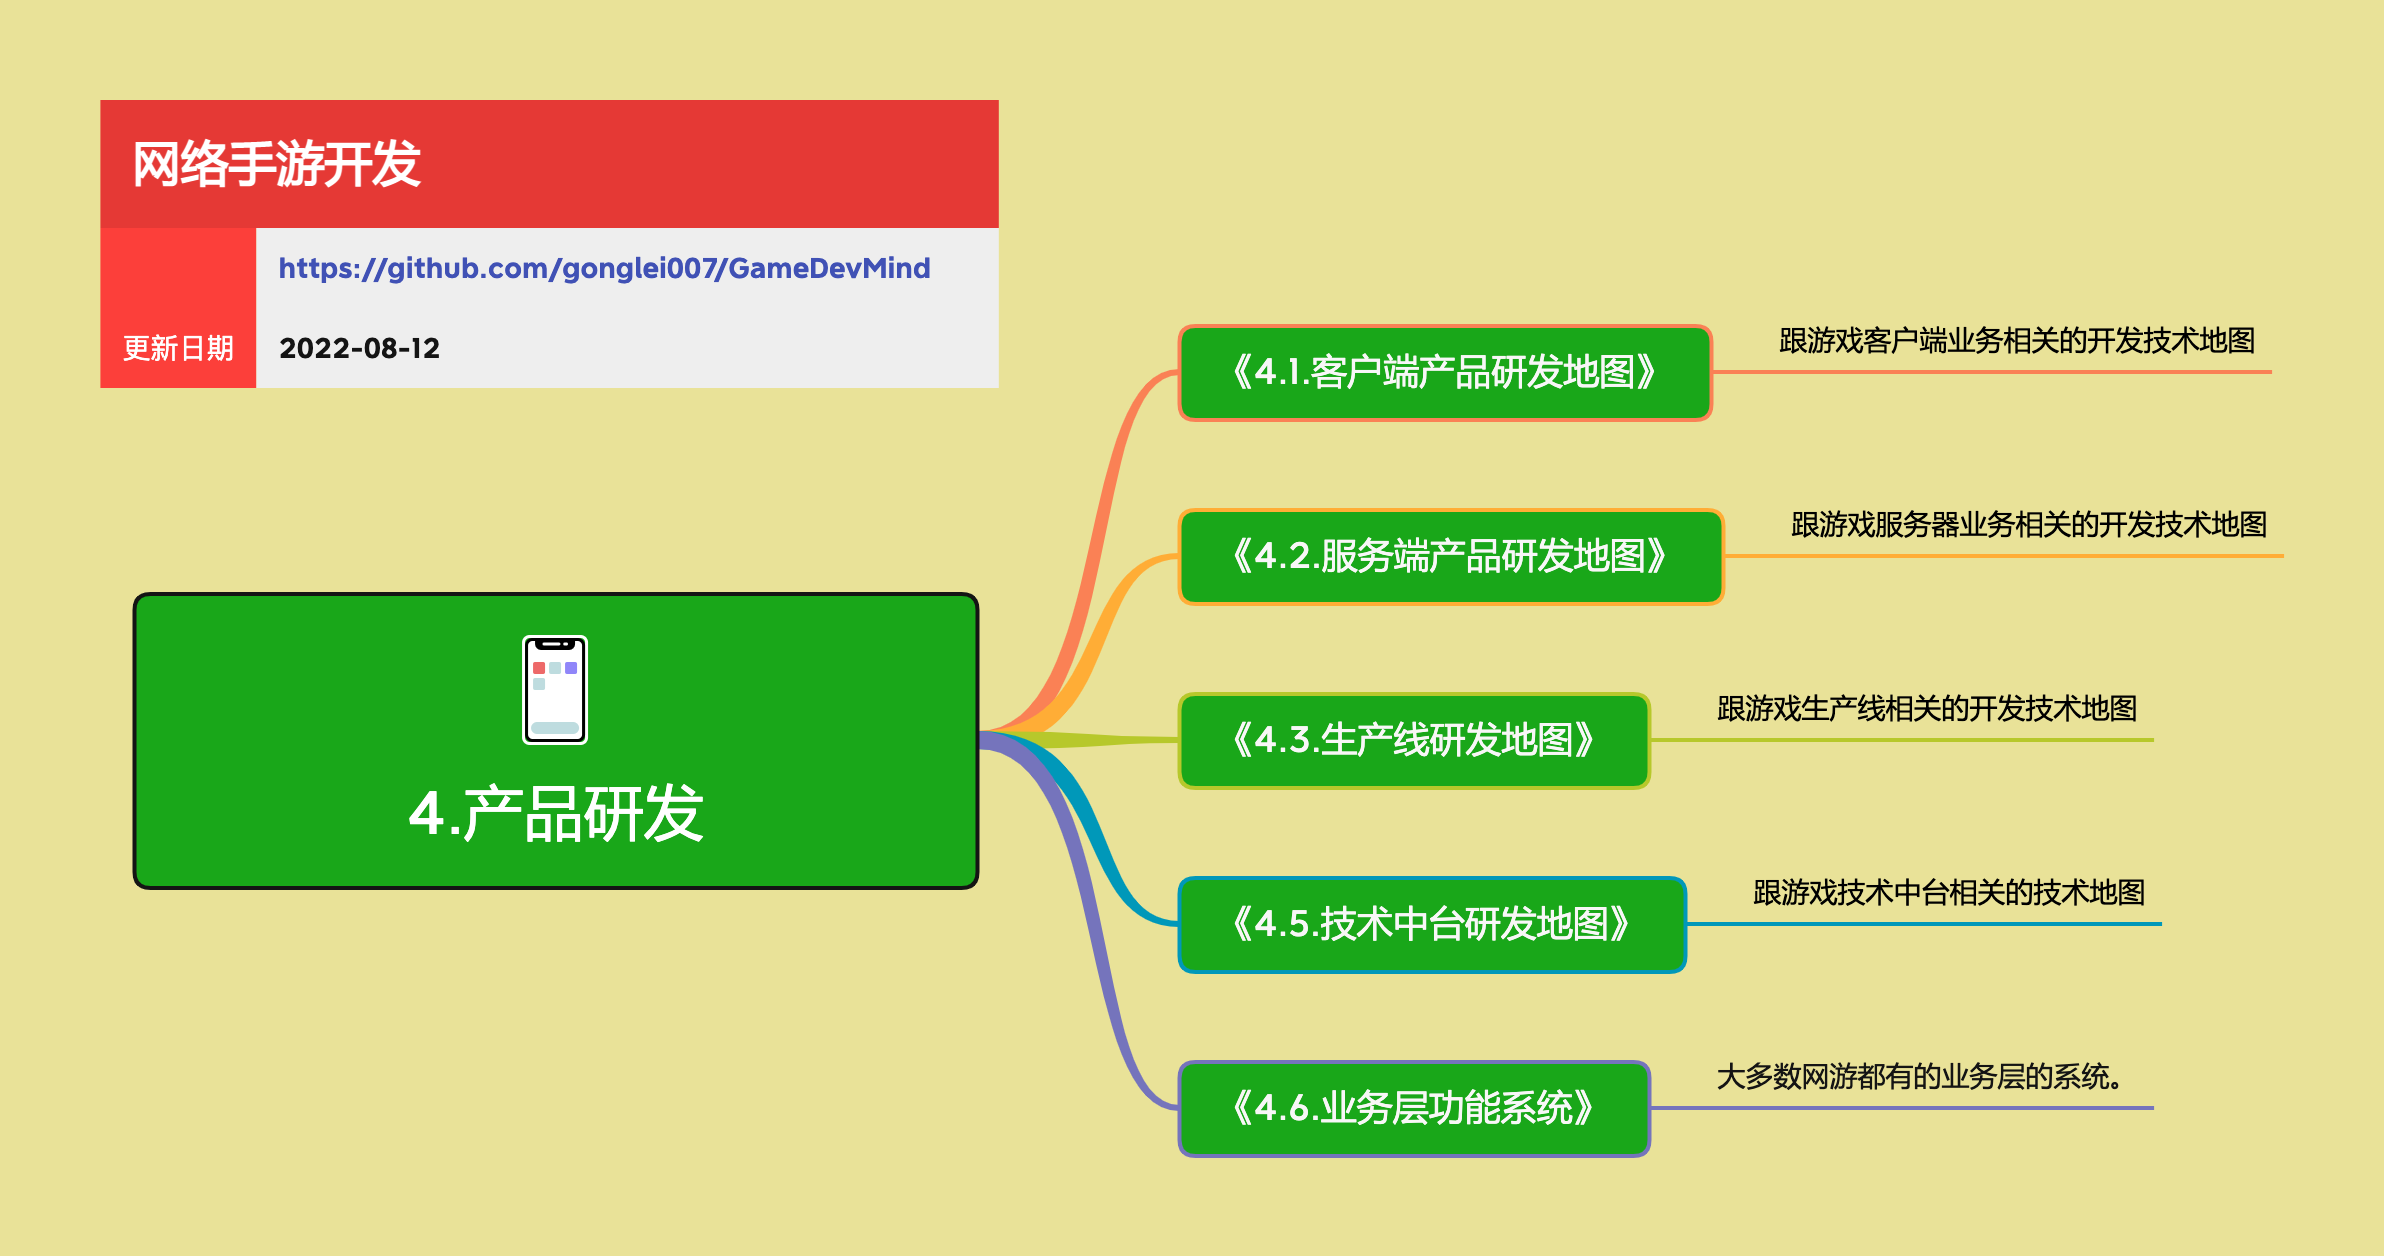 网络手游开发
https://github.com/gonglei007/GameDevMind
更新日期 2022-08-12
4.产品研发
《4.1.客户端产品研发地图》
跟游戏客户端业务相关的开发技术地图
《4.2.服务端产品研发地图》
跟游戏服务器业务相关的开发技术地图
《4.3.生产线研发地图》
跟游戏生产线相关的开发技术地图
《4.5.技术中台研发地图》
跟游戏技术中台相关的技术地图
《4.6.业务层功能系统》
大多数网游都有的业务层的系统。